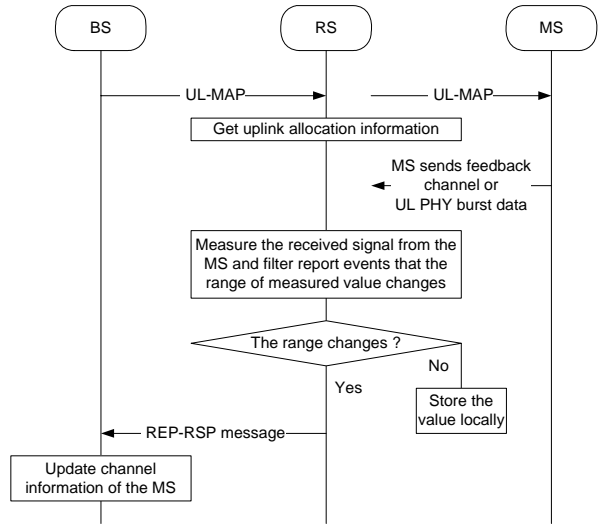 BS
RS
MS
UL-MAP
UL-MAP
Get uplink allocation information
MS sends feedback
channel or
UL PHY burst data
Measure the received signal from the
MS and filter report events that the
range of measured value changes
The range changes ?
No
Yes
Store the
value locally
REP-RSP message
Update channel
information of the MS